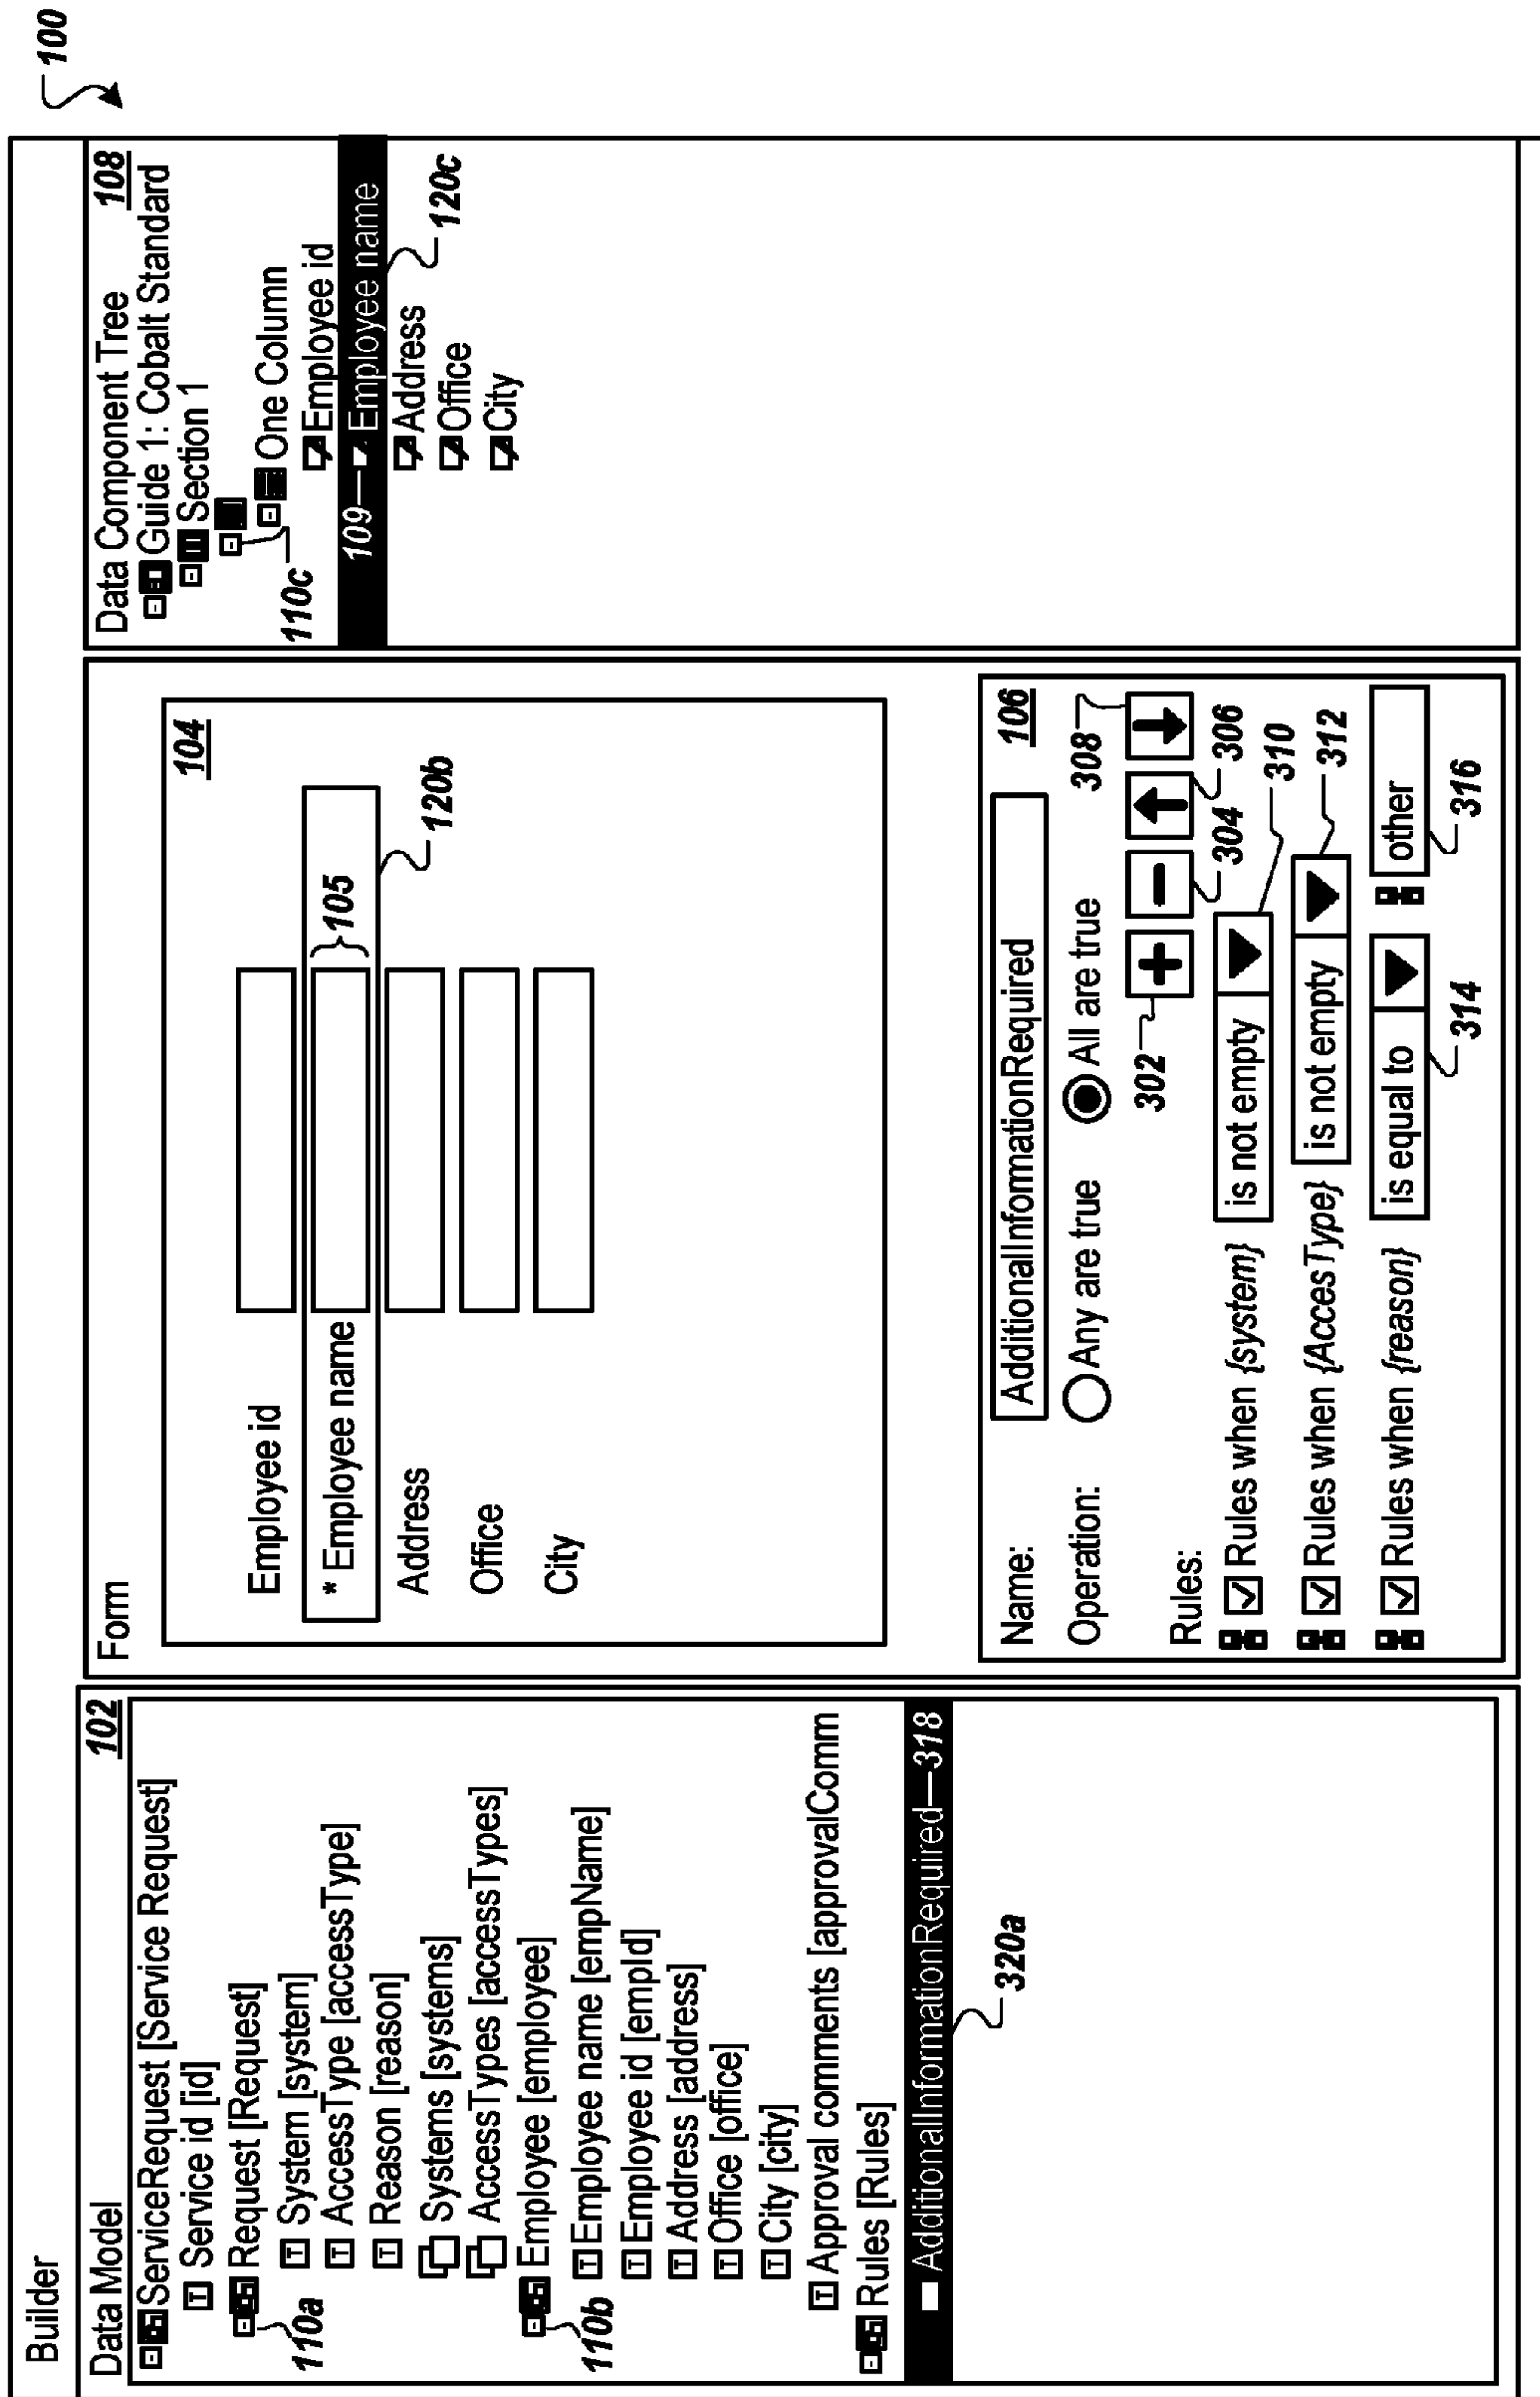 100
Builder
Data Model
102
ServiceRequest [Service Request]
T Service id [id]
Request [Request]
110a
T System [system]
T AccessType [accessType]
T Reason [reason]
Systems [systems]
AccessTypes [accessTypes]
Employee [employee]
110b
T Employee name [empName]
T Employee id [empId]
T Address [address]
T Office [office]
T City [city]
T Approval comments [approvalComm
Rules [Rules]
AdditionalInformationRequired 318
320a
Form
104
Employee id
* Employee name
105
120b
Address
Office
City
106
Name: AdditionalInformationRequired
Operation: Any are true All are true
308
302
304
306
Rules:
Rules when {system} is not empty
310
Rules when {AccesType} is not empty
312
Rules when {reason} is equal to other
314
316
Data Component Tree
108
Guide 1: Cobalt Standard
Section 1
110c
One Column
Employee id
109 Employee name
120c
Address
Office
City